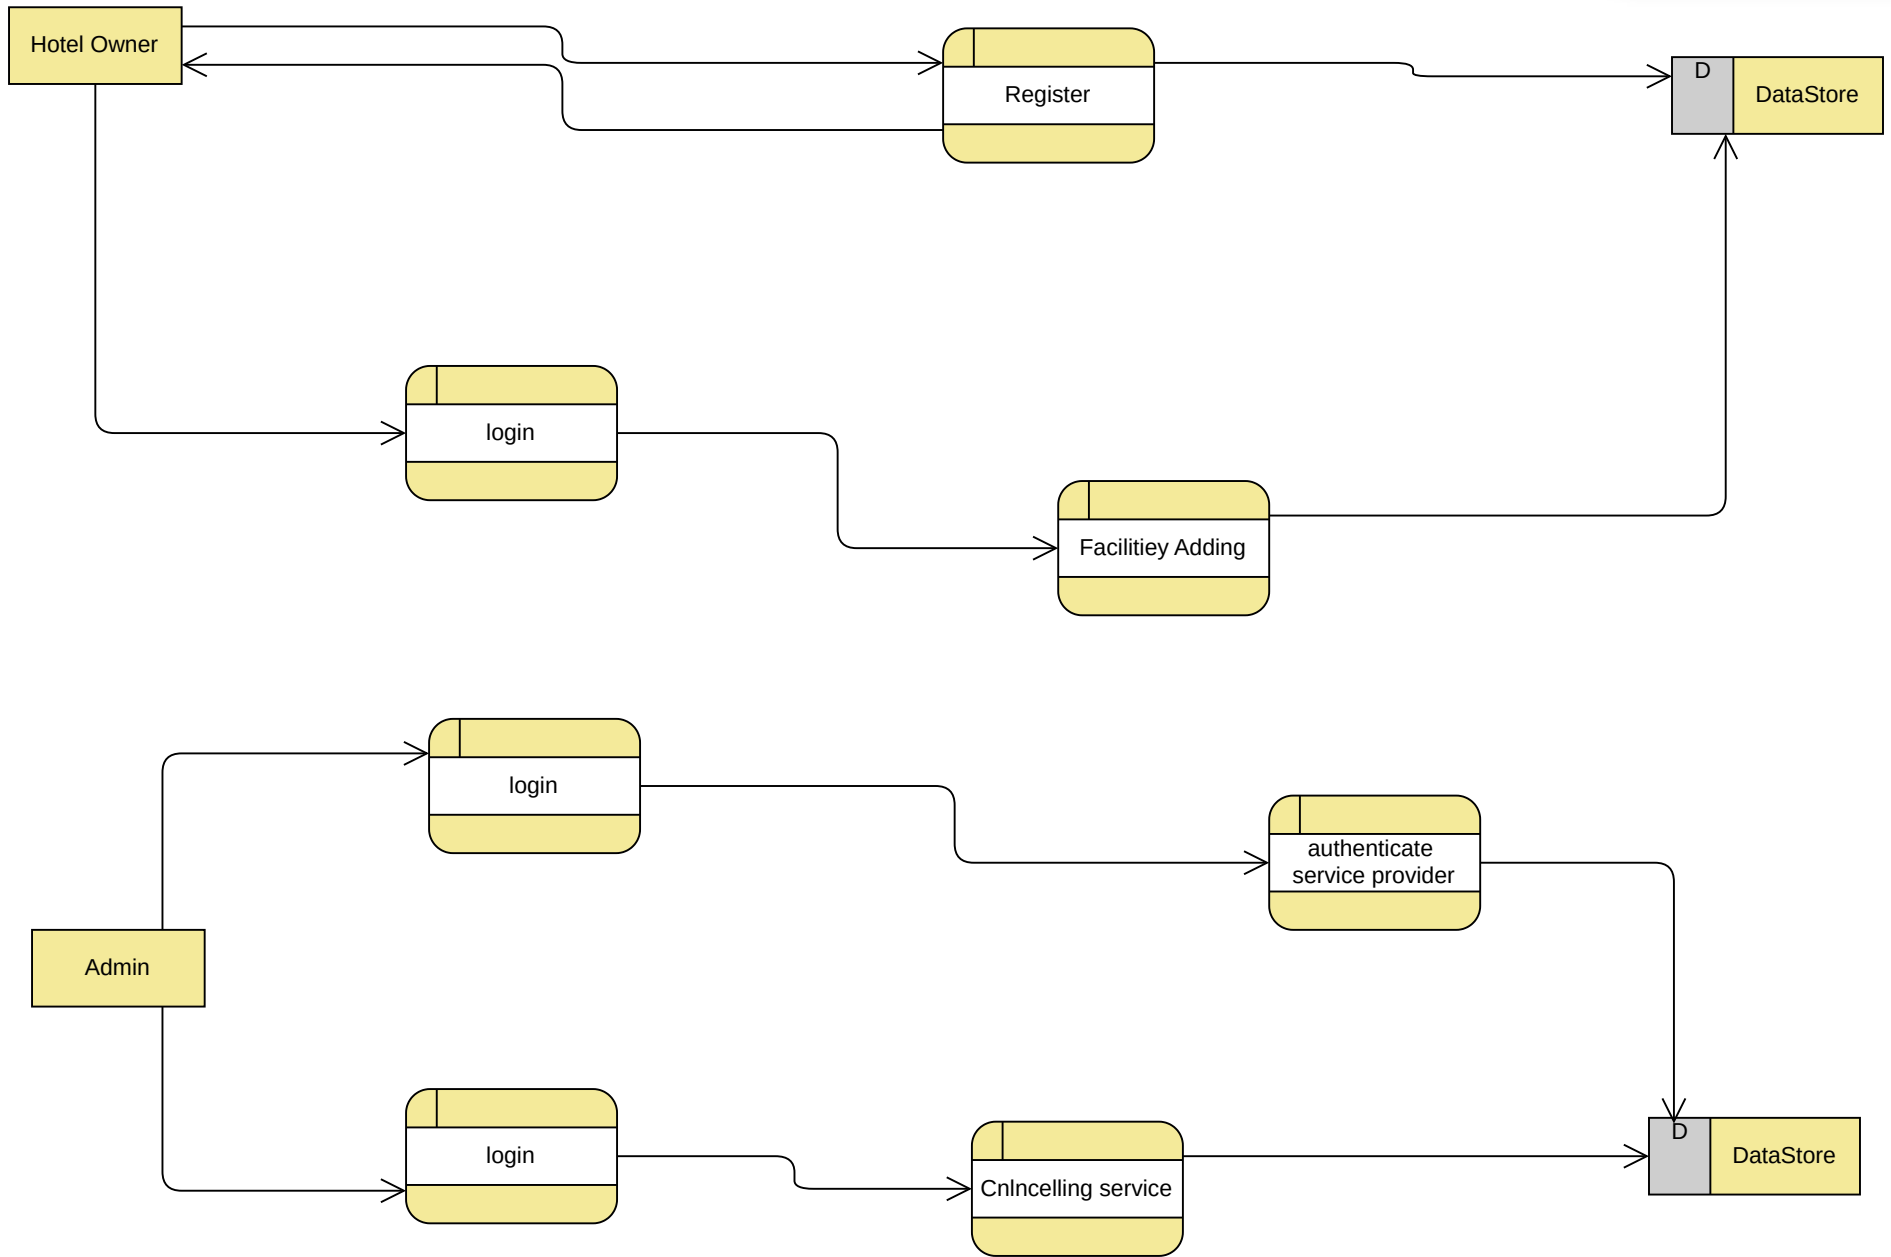 Hotel Owner
Register
D
DataStore
login
Facilitiey Adding
login
authenticate
service provider
Admin
login
Cnlncelling service
D
DataStore